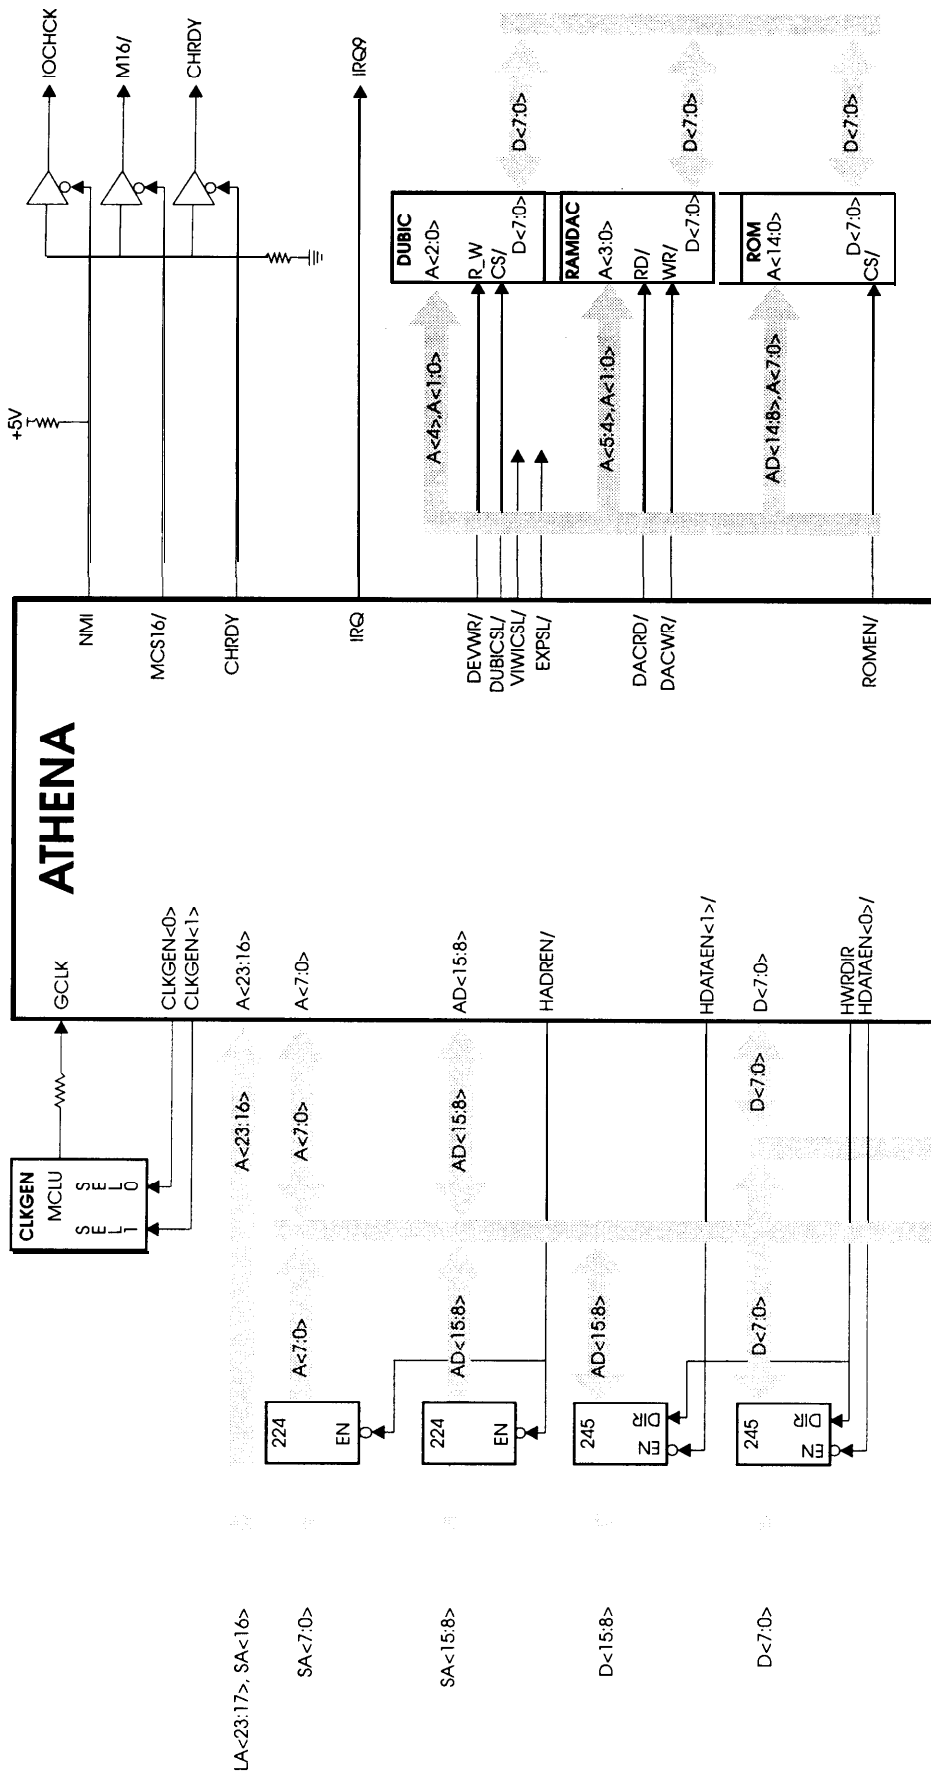 IOCHCK
M16/
CHRDY
IRQ9
+5V
D<7:0>
D<7:0>
D<7:0>
DUBIC
A<2:0>
R_W
CS/
D<7:0>
RAMDAC
A<3:0>
RD/
WR/
D<7:0>
ROM
A<14:0>
D<7:0>
CS/
A<4>,A<1:0>
A<5:4>,A<1:0>
AD<14:8>,A<7:0>
NMI
MCS16/
CHRDY
IRQ
DEVWR/
DUBICSL/
VIWICSL/
EXPSL/
DACRD/
DACWR/
ROMEN/
ATHENA
GCLK
CLKGEN<0>
CLKGEN<1>
A<23:16>
A<7:0>
AD<15:8>
HADREN/
HDATAEN<1>/
D<7:0>
HWRDIR
HDATAEN<0>/
A<23:16>
A<7:0>
AD<15:8>
D<7:0>
CLKGEN
MCLU
SEL1
SEL0
A<7:0>
AD<15:8>
AD<15:8>
D<7:0>
224
EN
224
EN
245
EN
DIR
245
EN
DIR
LA<23:17>, SA<16>
SA<7:0>
SA<15:8>
D<15:8>
D<7:0>